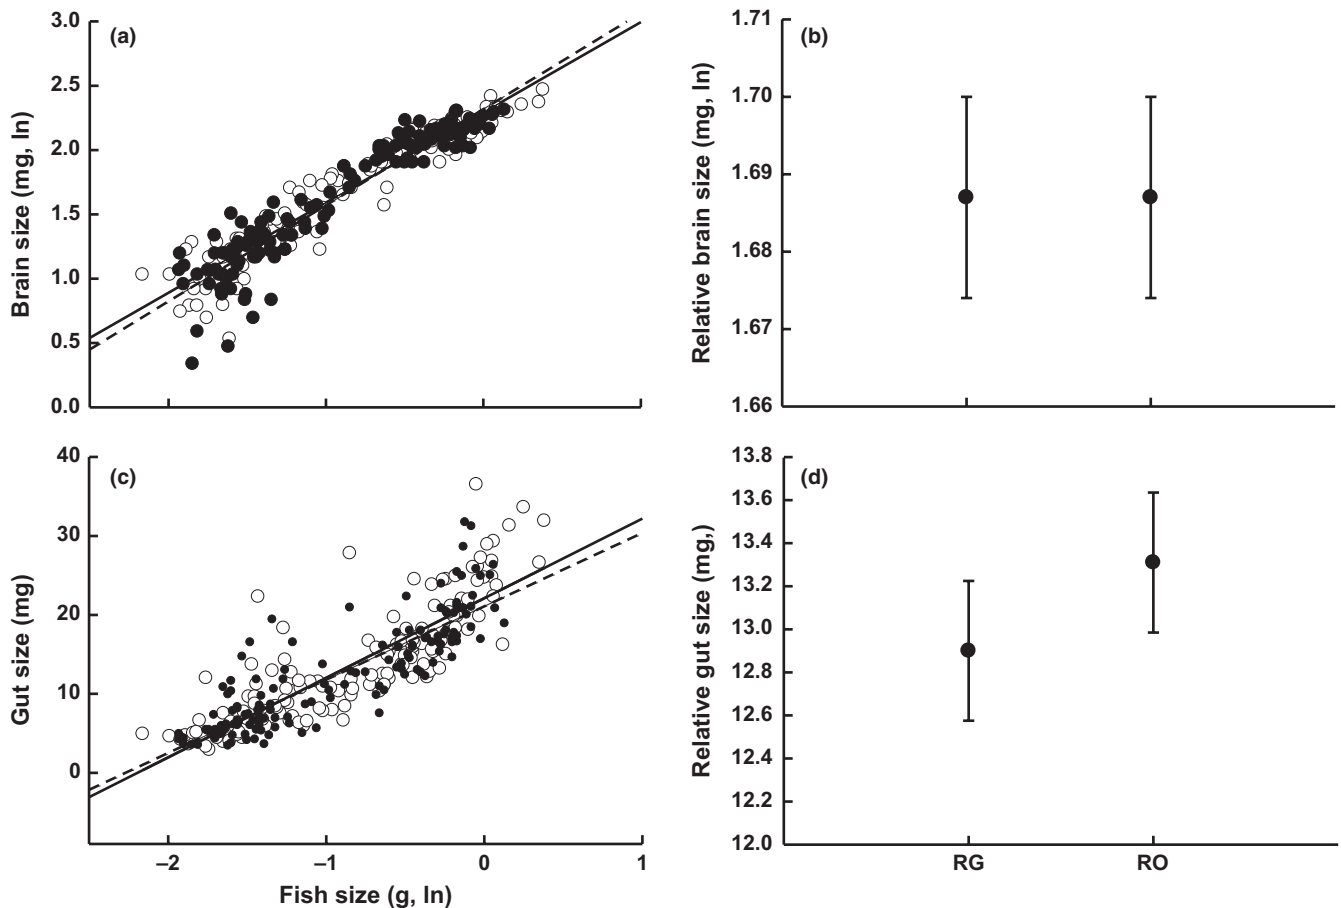 (a)
Brain size (mg, ln)
3.0
2.5
2.0
1.5
1.0
0.5
0.0
(b)
Relative brain size (mg, ln)
1.71
1.70
1.69
1.68
1.67
1.66
(c)
Gut size (mg)
40
30
20
10
0
–2 –1 0 1
Fish size (g, ln)
(d)
Relative gut size (mg,)
13.8
13.6
13.4
13.2
13.0
12.8
12.6
12.4
12.2
12.0
RG RO